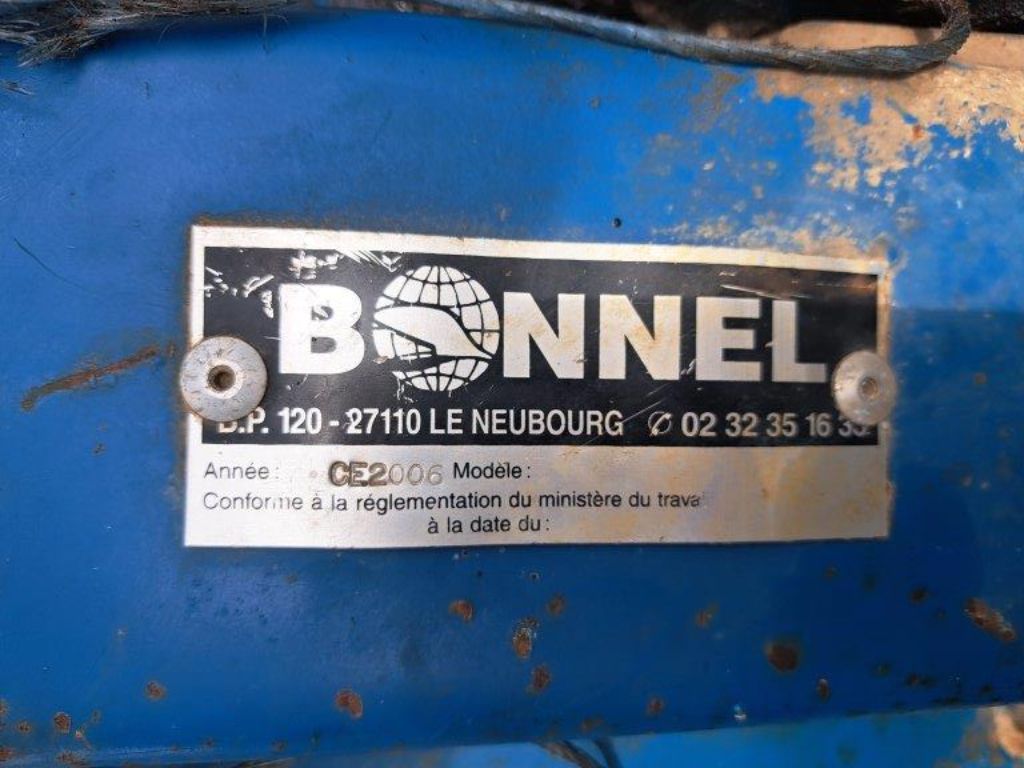 BONNEL
B.P. 120 - 27110 LE NEUBOURG ✆ 02 32 35 16 35
Année: CE2006 Modèle:
Conforme à la réglementation du ministère du trava
à la date du: